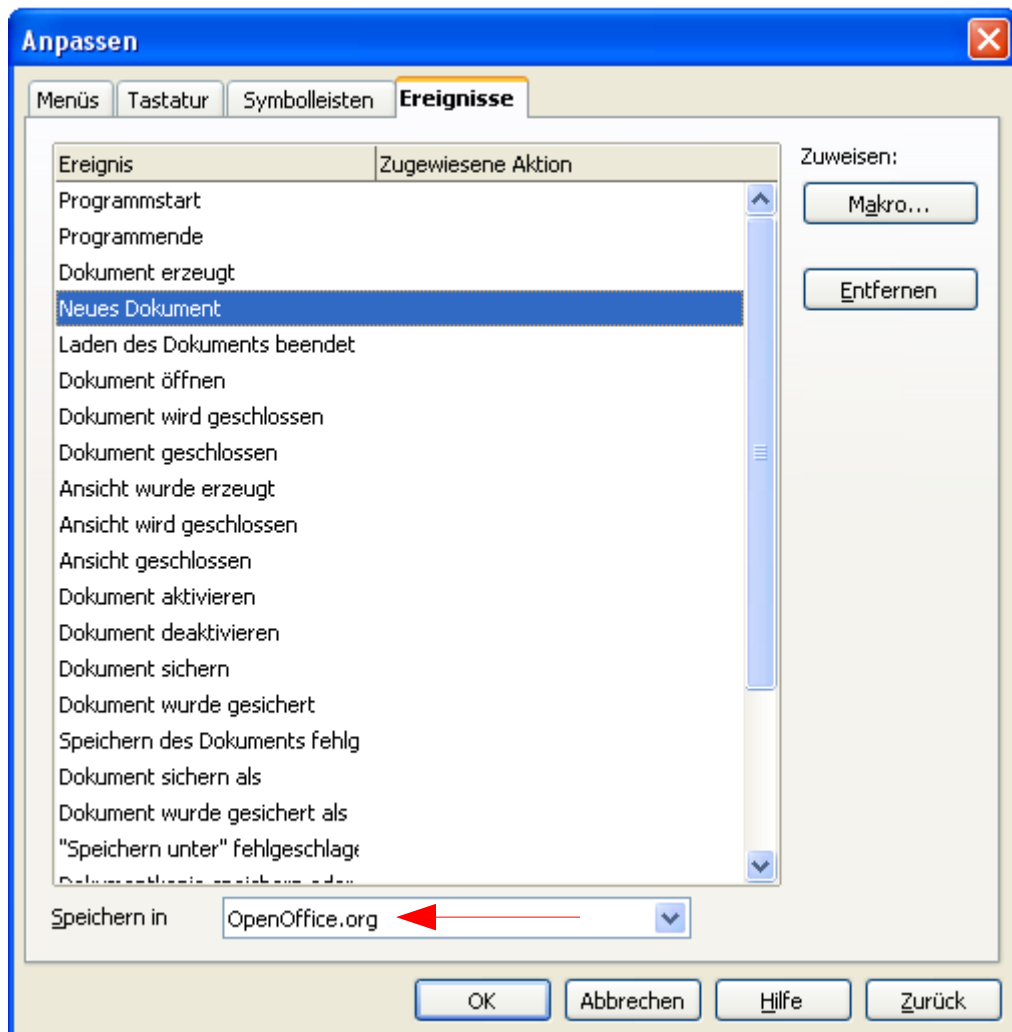 Anpassen
Menüs Tastatur Symbolleisten Ereignisse
Ereignis Zugewiesene Aktion
Zuweisen:
Programmstart
Makro...
Programmende
Dokument erzeugt
Entfernen
Neues Dokument
Laden des Dokuments beendet
Dokument öffnen
Dokument wird geschlossen
Dokument geschlossen
Ansicht wurde erzeugt
Ansicht wird geschlossen
Ansicht geschlossen
Dokument aktivieren
Dokument deaktivieren
Dokument sichern
Dokument wurde gesichert
Speichern des Dokuments fehlg
Dokument sichern als
Dokument wurde gesichert als
"Speichern unter" fehlgeschlage
Dokumentkopie speichern oder
Speichern in OpenOffice.org
OK Abbrechen Hilfe Zurück